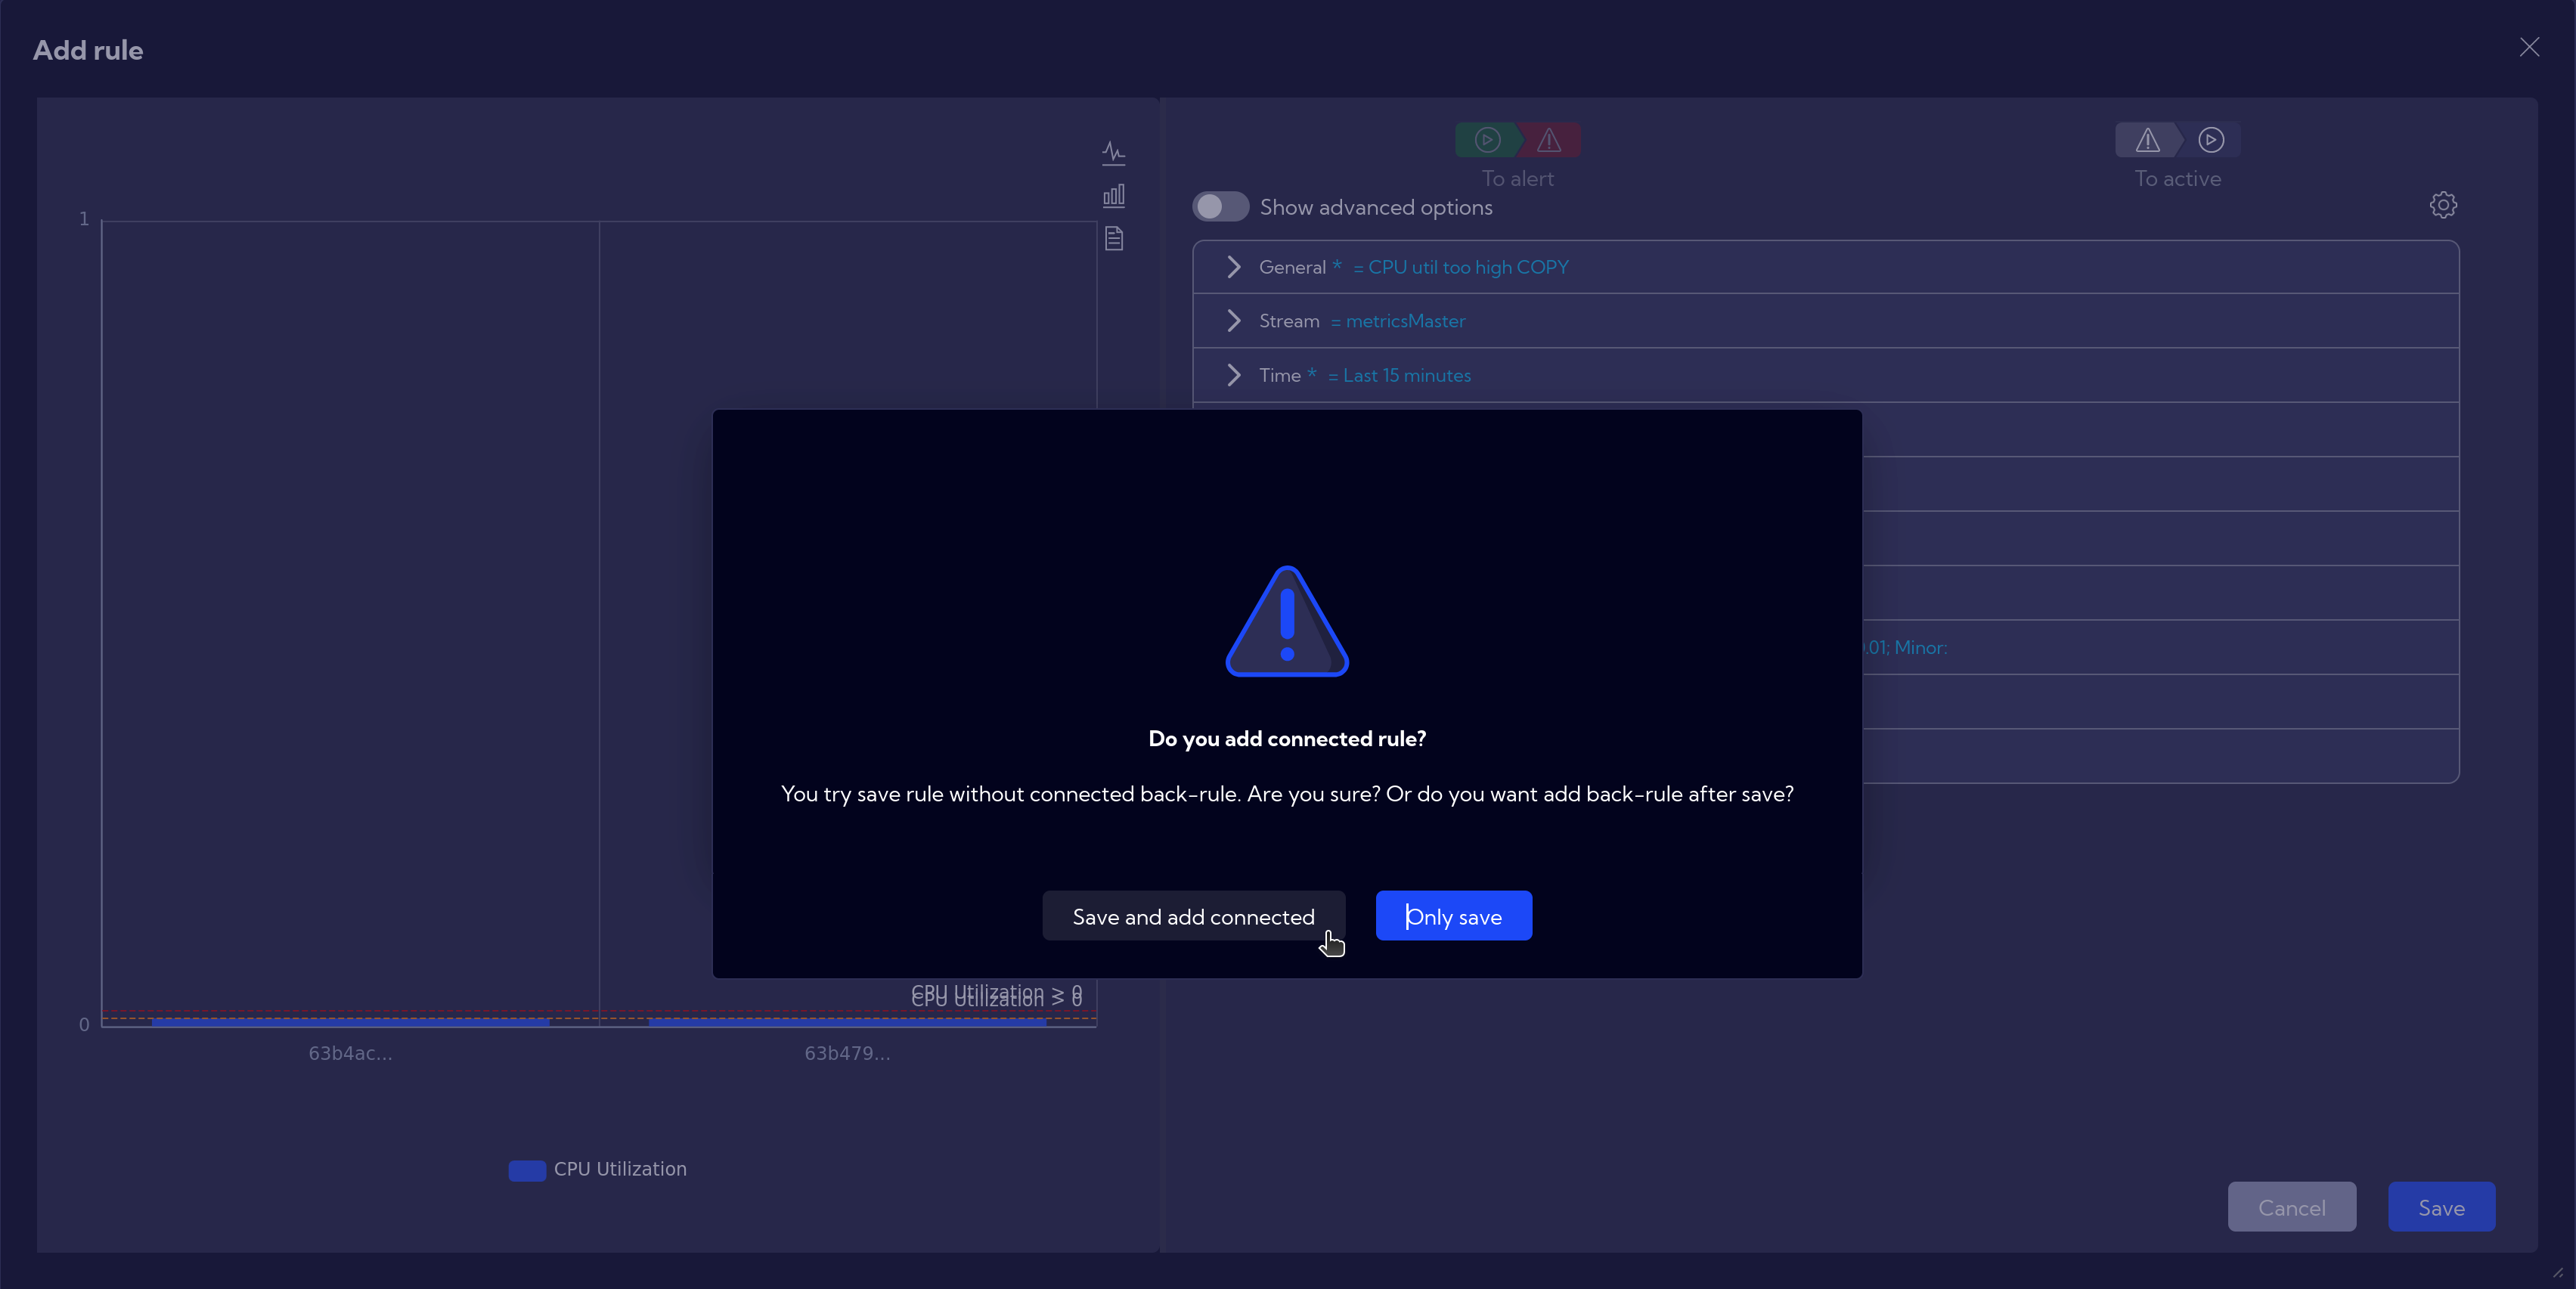 Add rule
To alert
To active
Show advanced options
General * = CPU util too high COPY
Stream = metricsMaster
Time * = Last 15 minutes
.01; Minor:
Do you add connected rule?
You try save rule without connected back-rule. Are you sure? Or do you want add back-rule after save?
Save and add connected
Only save
1
0
CPU Utilization > 0
CPU Utilization > 0
63b4ac...
63b479...
CPU Utilization
Cancel
Save